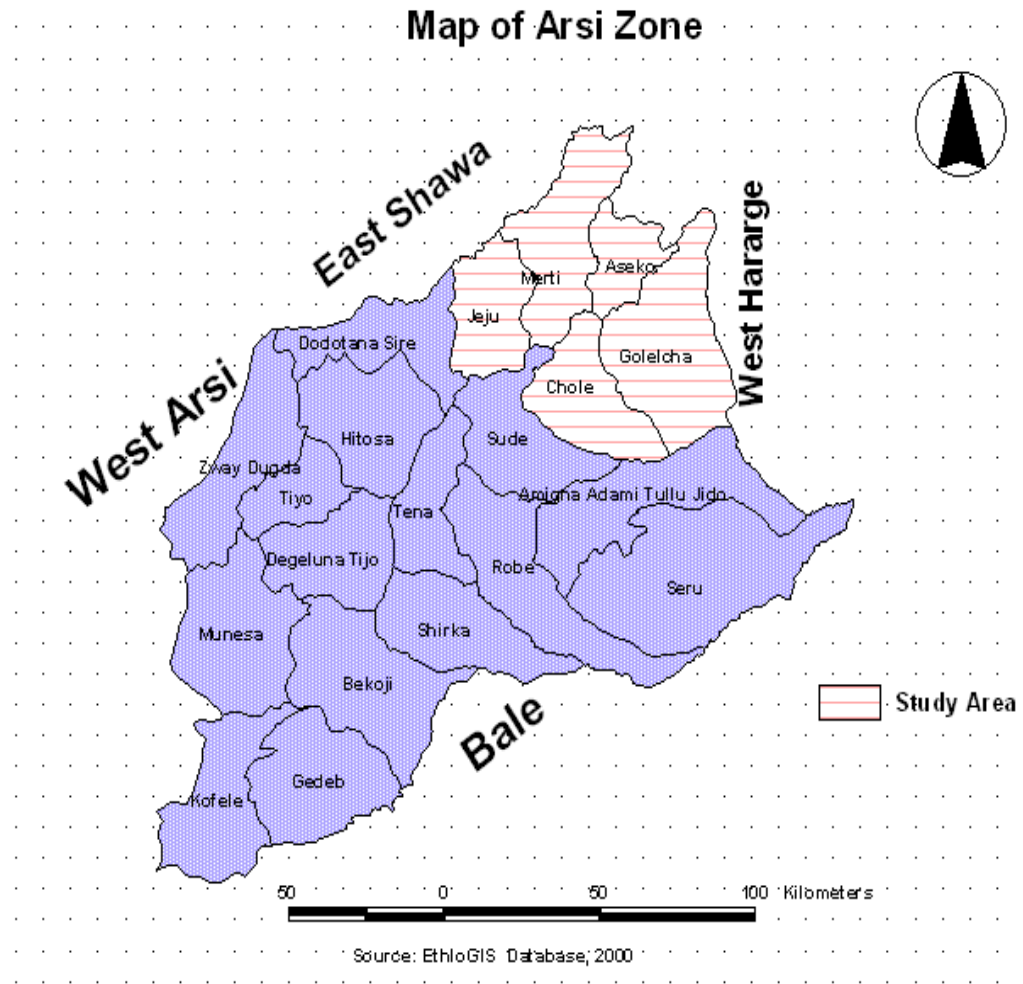 Map of Arsi Zone
East Shawa
West Hararge
Aseko
Merti
Jeju
Dodotana Sire
Golelcha
West Arsi
Chole
Hitosa
Sude
Zway Dugda
Tiyo
Amigna Adami Tullu Jido
Tena
Degeluna Tijo
Robe
Seru
Munesa
Shirka
Bekoji
Study Area
Bale
Gedeb
Kofele
50 0 50 100 Kilometers
Source: EthioGIS Database, 2000